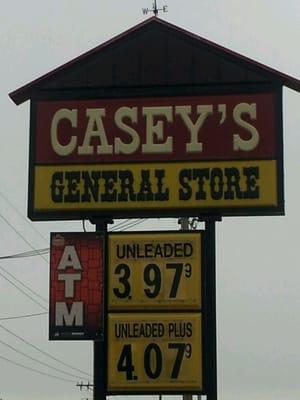 W E
CASEY'S
GENERAL STORE
ATM
UNLEADED
3.97 9
UNLEADED PLUS
4.07 9